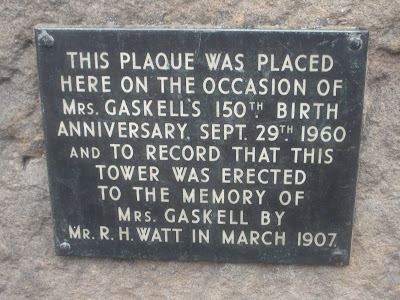 THIS PLAQUE WAS PLACED
HERE ON THE OCCASION OF
MRS. GASKELL'S 150TH. BIRTH
ANNIVERSARY, SEPT. 29TH. 1960
AND TO RECORD THAT THIS
TOWER WAS ERECTED
TO THE MEMORY OF
MRS. GASKELL BY
MR. R. H. WATT IN MARCH 1907.